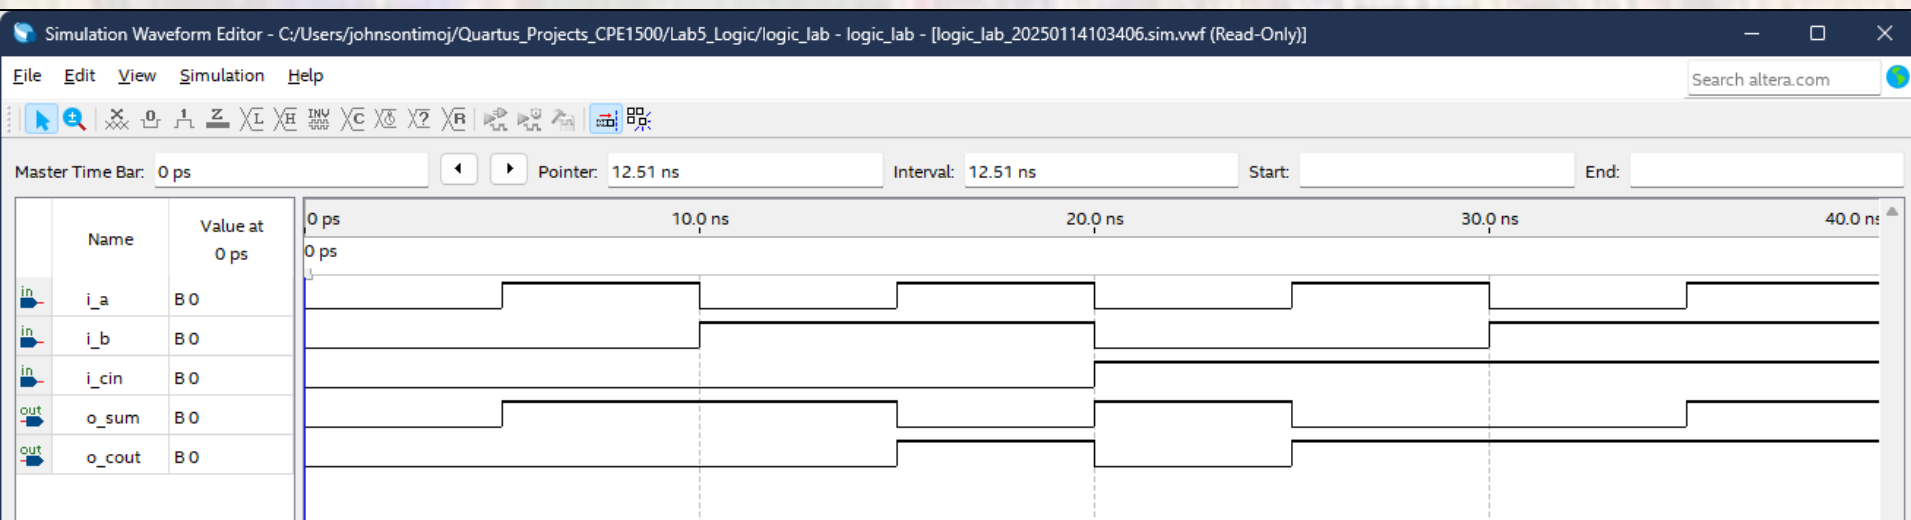 Simulation Waveform Editor - C:/Users/johnsontimoj/Quartus_Projects_CPE1500/Lab5_Logic/logic_lab - logic_lab - [logic_lab_20250114103406.sim.vwf (Read-Only)]
File Edit View Simulation Help
Search altera.com
Master Time Bar: 0 ps Pointer: 12.51 ns Interval: 12.51 ns Start: End:
Name Value at 0 ps
0 ps 10.0 ns 20.0 ns 30.0 ns 40.0 ns
0 ps
in i_a B 0
in i_b B 0
in i_cin B 0
out o_sum B 0
out o_cout B 0